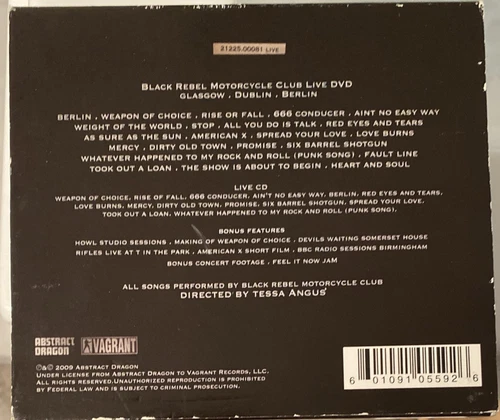 21225.00081 LIVE
BLACK REBEL MOTORCYCLE CLUB LIVE DVD
GLASGOW . DUBLIN . BERLIN
BERLIN . WEAPON OF CHOICE . RISE OR FALL . 666 CONDUCER . AINT NO EASY WAY
WEIGHT OF THE WORLD . STOP . ALL YOU DO IS TALK . RED EYES AND TEARS
AS SURE AS THE SUN . AMERICAN X . SPREAD YOUR LOVE . LOVE BURNS
MERCY . DIRTY OLD TOWN . PROMISE . SIX BARREL SHOTGUN
WHATEVER HAPPENED TO MY ROCK AND ROLL (PUNK SONG) . FAULT LINE
TOOK OUT A LOAN . THE SHOW IS ABOUT TO BEGIN . HEART AND SOUL
LIVE CD
WEAPON OF CHOICE. RISE OF FALL. 666 CONDUCER. AIN'T NO EASY WAY. BERLIN. RED EYES AND TEARS.
LOVE BURNS. MERCY. DIRTY OLD TOWN. PROMISE. SIX BARREL SHOTGUN. SPREAD YOUR LOVE.
TOOK OUT A LOAN. WHATEVER HAPPENED TO MY ROCK AND ROLL (PUNK SONG).
BONUS FEATURES
HOWL STUDIO SESSIONS . MAKING OF WEAPON OF CHOICE . DEVILS WAITING SOMERSET HOUSE
RIFLES LIVE AT T IN THE PARK . AMERICAN X SHORT FILM . BBC RADIO SESSIONS BIRMINGHAM
BONUS CONCERT FOOTAGE . FEEL IT NOW JAM
ALL SONGS PERFORMED BY BLACK REBEL MOTORCYCLE CLUB
DIRECTED BY TESSA ANGUS
ABSTRACT DRAGON VAGRANT
℗&© 2009 ABSTRACT DRAGON
UNDER LICENSE FROM ABSTRACT DRAGON TO VAGRANT RECORDS, LLC.
ALL RIGHTS RESERVED.UNAUTHORIZED REPRODUCTION IS PROHIBITED
BY FEDERAL LAW AND IS SUBJECT TO CRIMINAL PROSECUTION.
6 01091 05592 6